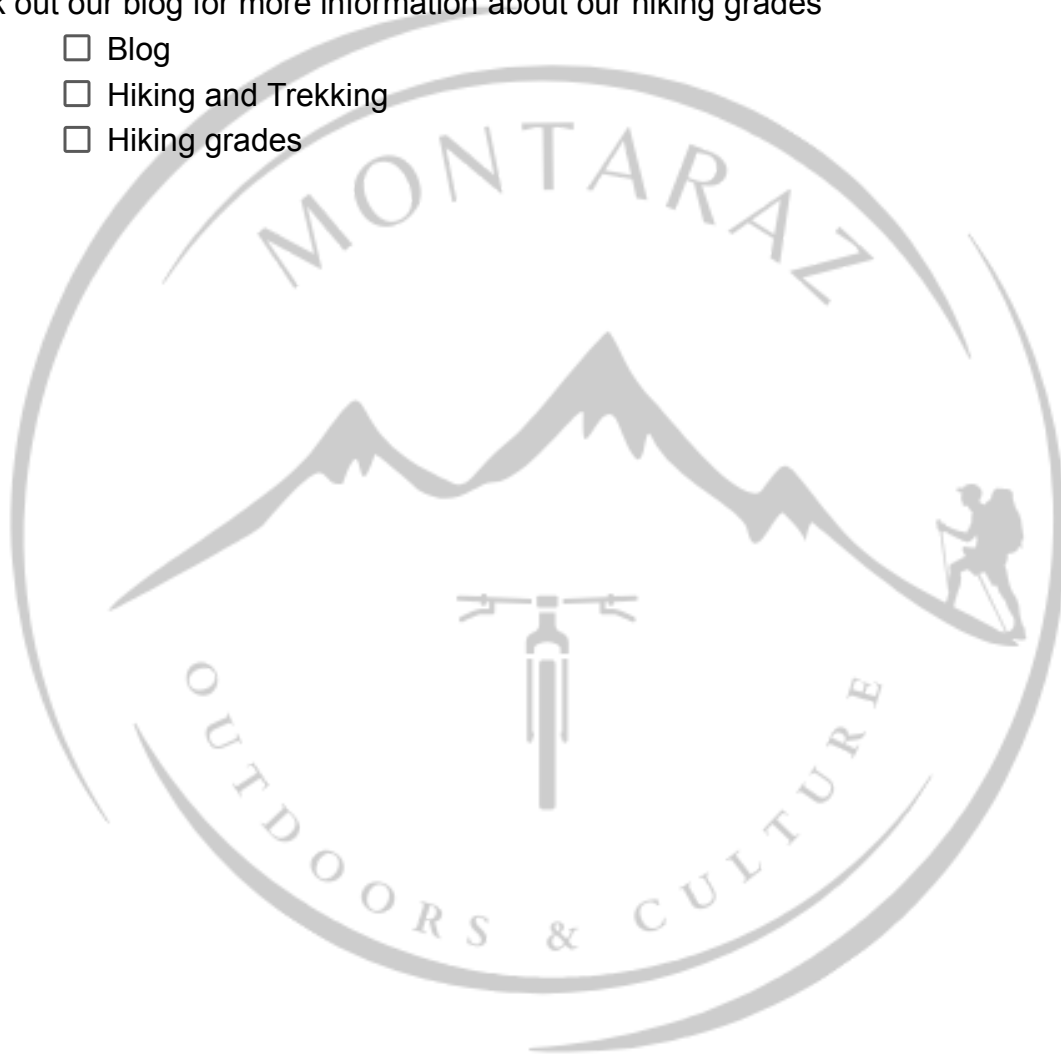 out our blog for more information about our hiking grades
☐ Blog
☐ Hiking and Trekking
☐ Hiking grades
MONTARAZ
OUTDOORS & CULTURE